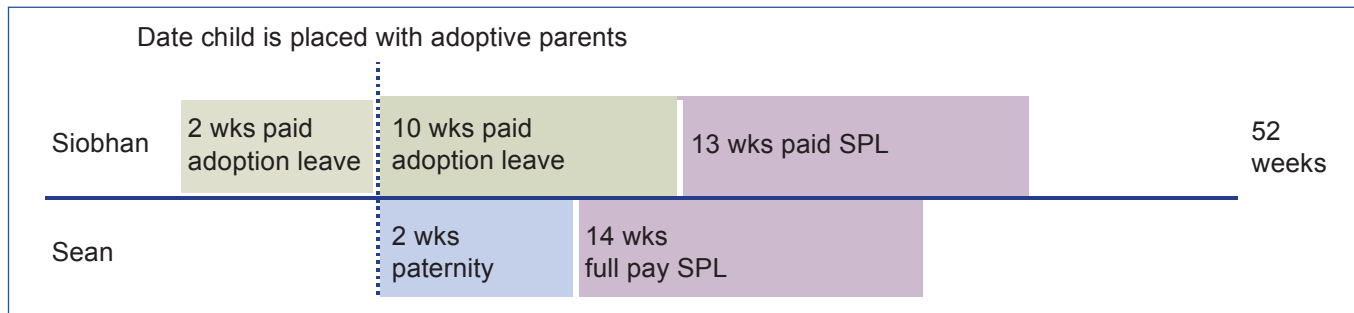 Date child is placed with adoptive parents
Siobhan
2 wks paid
adoption leave
10 wks paid
adoption leave
13 wks paid SPL
52
weeks
Sean
2 wks
paternity
14 wks
full pay SPL